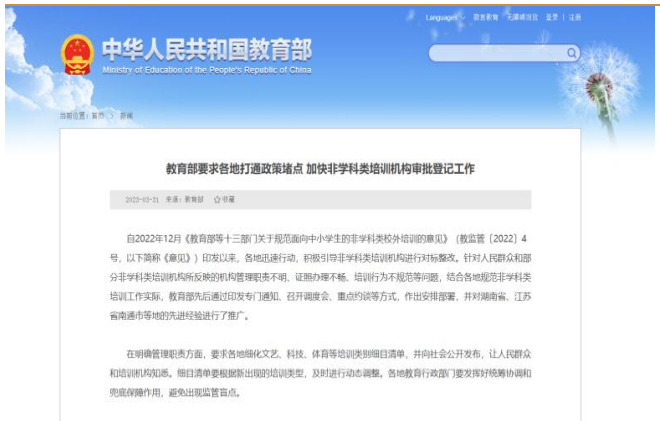 Languages
登录 | 注册
中华人民共和国教育部
Ministry of Education of the People's Republic of China
当前位置：首页 > 新闻
教育部要求各地打通政策堵点 加快非学科类培训机构审批登记工作
来源：教育部 收藏
自2022年12月《教育部等十三部门关于规范面向中小学生的非学科类校外培训的意见》（教监管〔2022〕4
号，以下简称《意见》）印发以来，各地迅速行动，积极引导非学科类培训机构进行对标整改。针对人民群众和部
分非学科类培训机构所反映的机构管理职责不明、证照办理不畅、培训行为不规范等问题，结合各地规范非学科类
培训工作实际，教育部先后通过印发专门通知、召开调度会、重点约谈等方式，作出安排部署，并对湖南省、江苏
省南通市等地的先进经验进行了推广。
在明确管理职责方面，要求各地细化文艺、科技、体育等培训类别细目清单，并向社会公开发布，让人民群众
和培训机构知悉。细目清单要根据新出现的培训类型，及时进行动态调整。各地教育行政部门要发挥好统筹协调和
兜底保障作用，避免出现监管盲点。